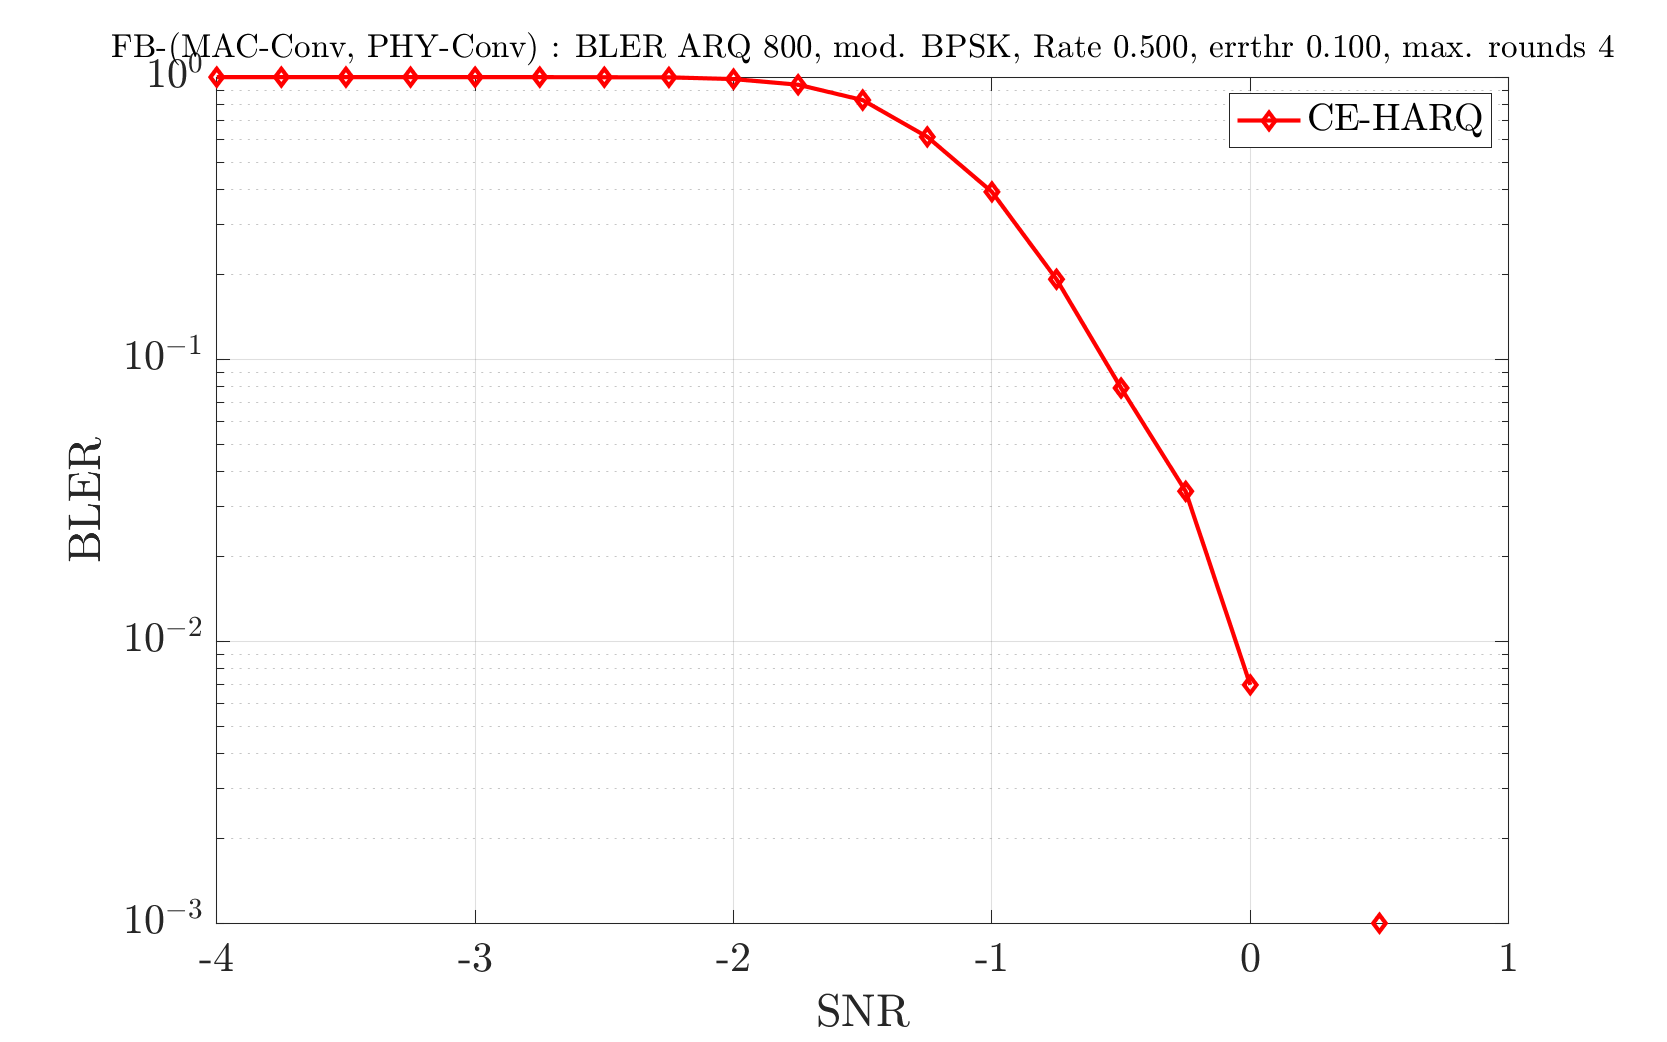 FB-(MAC-Conv, PHY-Conv) : BLER ARQ 800, mod. BPSK, Rate 0.500, errthr 0.100, max. rounds 4
10^0
CE-HARQ
10^−1
BLER
10^−2
10^−3
-4 -3 -2 -1 0 1
SNR